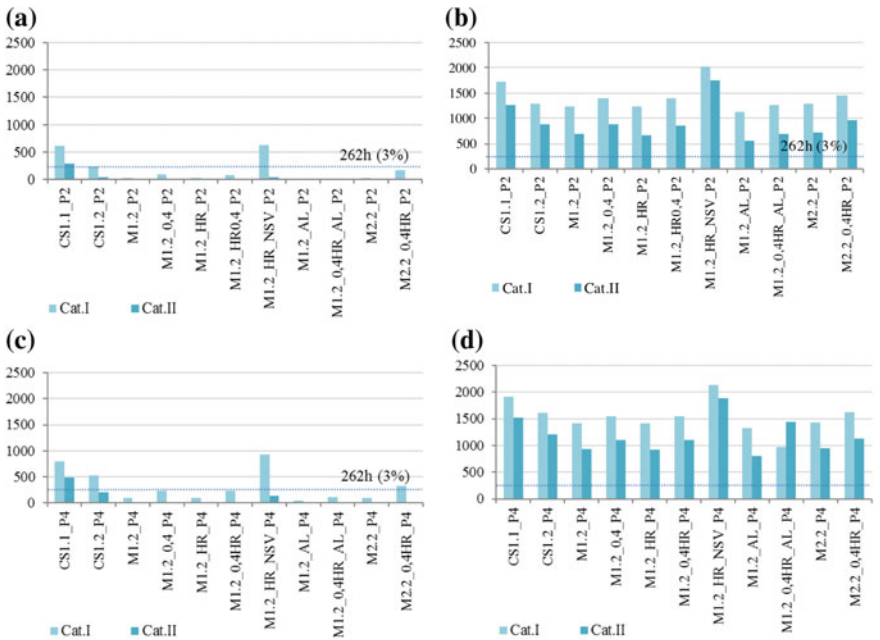 (a)
2500
2000
1500
1000
500
0
262h (3%)
CS1.1_P2
CS1.2_P2
M1.2_P2
M1.2_0,4_P2
M1.2_HR_P2
M1.2_HR0,4_P2
M1.2_HR_NSV_P2
M1.2_AL_P2
M1.2_0,4HR_AL_P2
M2.2_P2
M2.2_0,4HR_P2
Cat.I Cat.II
(b)
2500
2000
1500
1000
500
0
262h (3%)
CS1.1_P2
CS1.2_P2
M1.2_P2
M1.2_0,4_P2
M1.2_HR_P2
M1.2_HR0,4_P2
M1.2_HR_NSV_P2
M1.2_AL_P2
M1.2_0,4HR_AL_P2
M2.2_P2
M2.2_0,4HR_P2
Cat.I Cat.II
(c)
2500
2000
1500
1000
500
0
262h (3%)
CS1.1_P4
CS1.2_P4
M1.2_P4
M1.2_0,4_P4
M1.2_HR_P4
M1.2_0,4HR_P4
M1.2_HR_NSV_P4
M1.2_AL_P4
M1.2_0,4HR_AL_P4
M2.2_P4
M2.2_0,4HR_P4
Cat.I Cat.II
(d)
2500
2000
1500
1000
500
0
CS1.1_P4
CS1.2_P4
M1.2_P4
M1.2_0,4_P4
M1.2_HR_P4
M1.2_0,4HR_P4
M1.2_HR_NSV_P4
M1.2_AL_P4
M1.2_0,4HR_AL_P4
M2.2_P4
M2.2_0,4HR_P4
Cat.I Cat.II